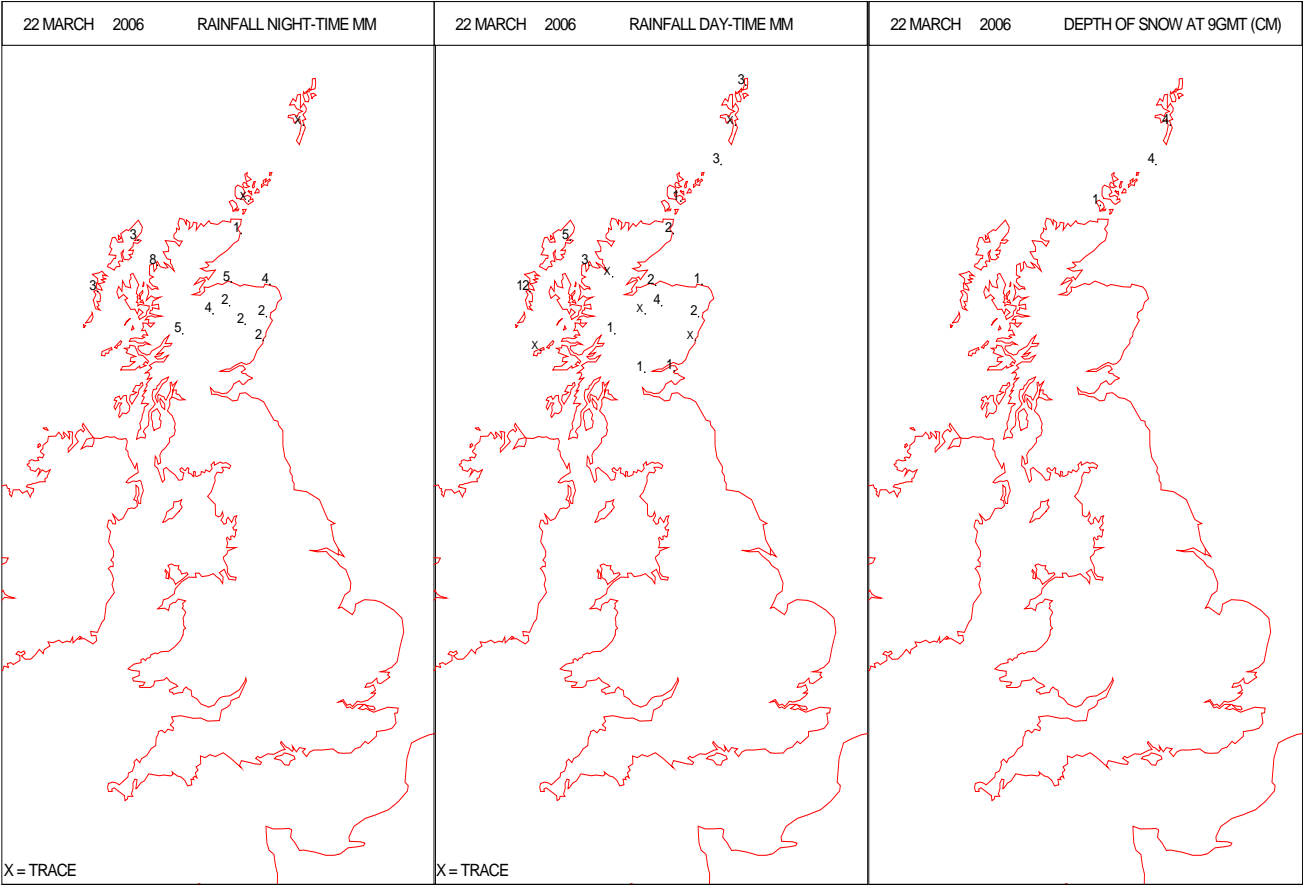 22 MARCH 2006 RAINFALL NIGHT-TIME MM
x
x
1
3
8
5 4
3
2
4 2
2
5
2
X = TRACE
22 MARCH 2006 RAINFALL DAY-TIME MM
3
x
3
1
2
5
3
x
2 1
12
4
x 2
1
x
x
1 1
X = TRACE
22 MARCH 2006 DEPTH OF SNOW AT 9GMT (CM)
4
4
1